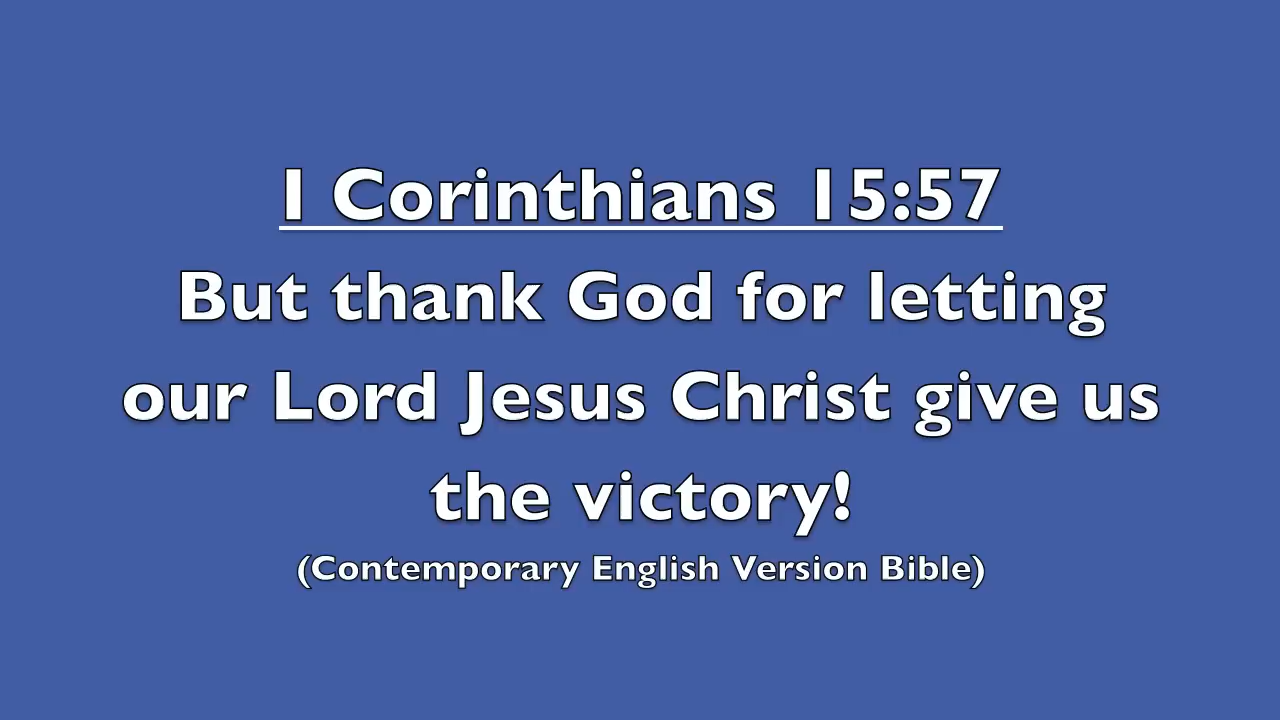 1 Corinthians 15:57
But thank God for letting
our Lord Jesus Christ give us
the victory!
(Contemporary English Version Bible)